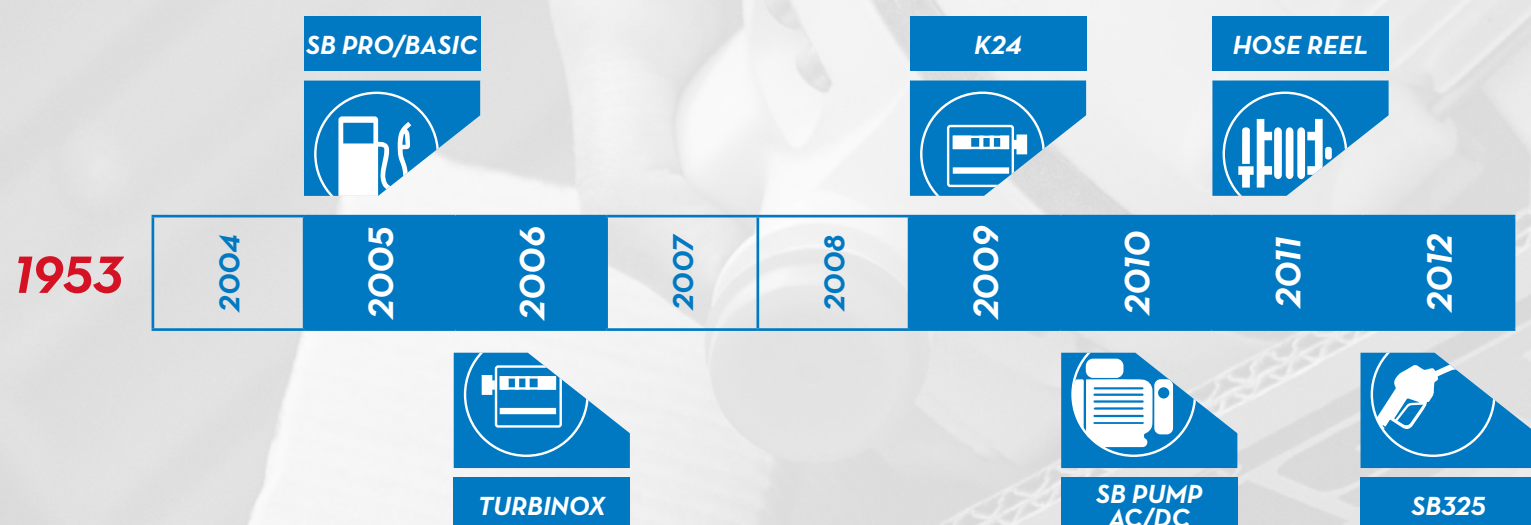 SB PRO/BASIC
K24
HOSE REEL
1953
2004
2005
2006
2007
2008
2009
2010
2011
2012
TURBINOX
SB PUMP
AC/DC
SB325